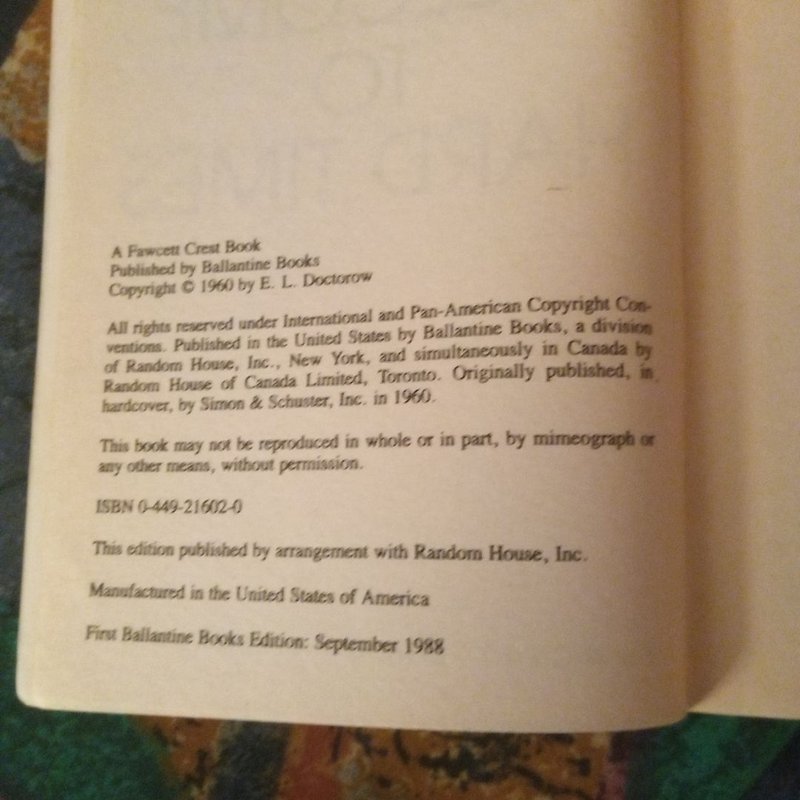 A Fawcett Crest Book
Published by Ballantine Books
Copyright © 1960 by E. L. Doctorow
All rights reserved under International and Pan-American Copyright Con-
ventions. Published in the United States by Ballantine Books, a division
of Random House, Inc., New York, and simultaneously in Canada by
Random House of Canada Limited, Toronto. Originally published, in
hardcover, by Simon & Schuster, Inc. in 1960.
This book may not be reproduced in whole or in part, by mimeograph or
any other means, without permission.
ISBN 0-449-21602-0
This edition published by arrangement with Random House, Inc.
Manufactured in the United States of America
First Ballantine Books Edition: September 1988